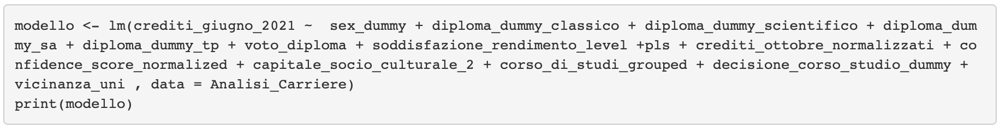 modello <- lm(crediti_giugno_2021 ~  sex_dummy + diploma_dummy_classico + diploma_dummy_scientifico + diploma_dum
my_sa + diploma_dummy_tp + voto_diploma + soddisfazione_rendimento_level +pls + crediti_ottobre_normalizzati + co
nfidence_score_normalized + capitale_socio_culturale_2 + corso_di_studi_grouped + decisione_corso_studio_dummy +
vicinanza_uni , data = Analisi_Carriere)
print(modello)